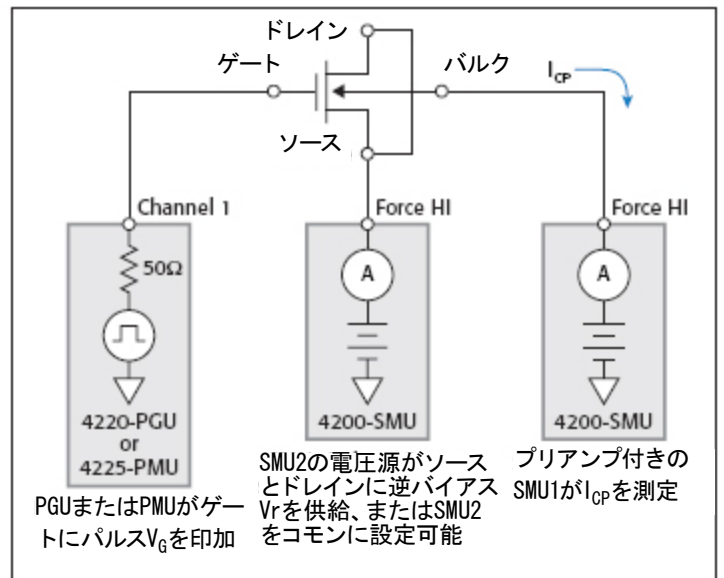 ドレイン
ゲート
バルク
I_CP
ソース
Channel 1
Force HI
Force HI
50Ω
A
A
4220-PGU
or
4225-PMU
4200-SMU
4200-SMU
PGUまたはPMUがゲー
トにパルスV_Gを印加
SMU2の電圧源がソース
とドレインに逆バイアス
Vrを供給、またはSMU2
をコモンに設定可能
プリアンプ付きの
SMU1がI_CPを測定